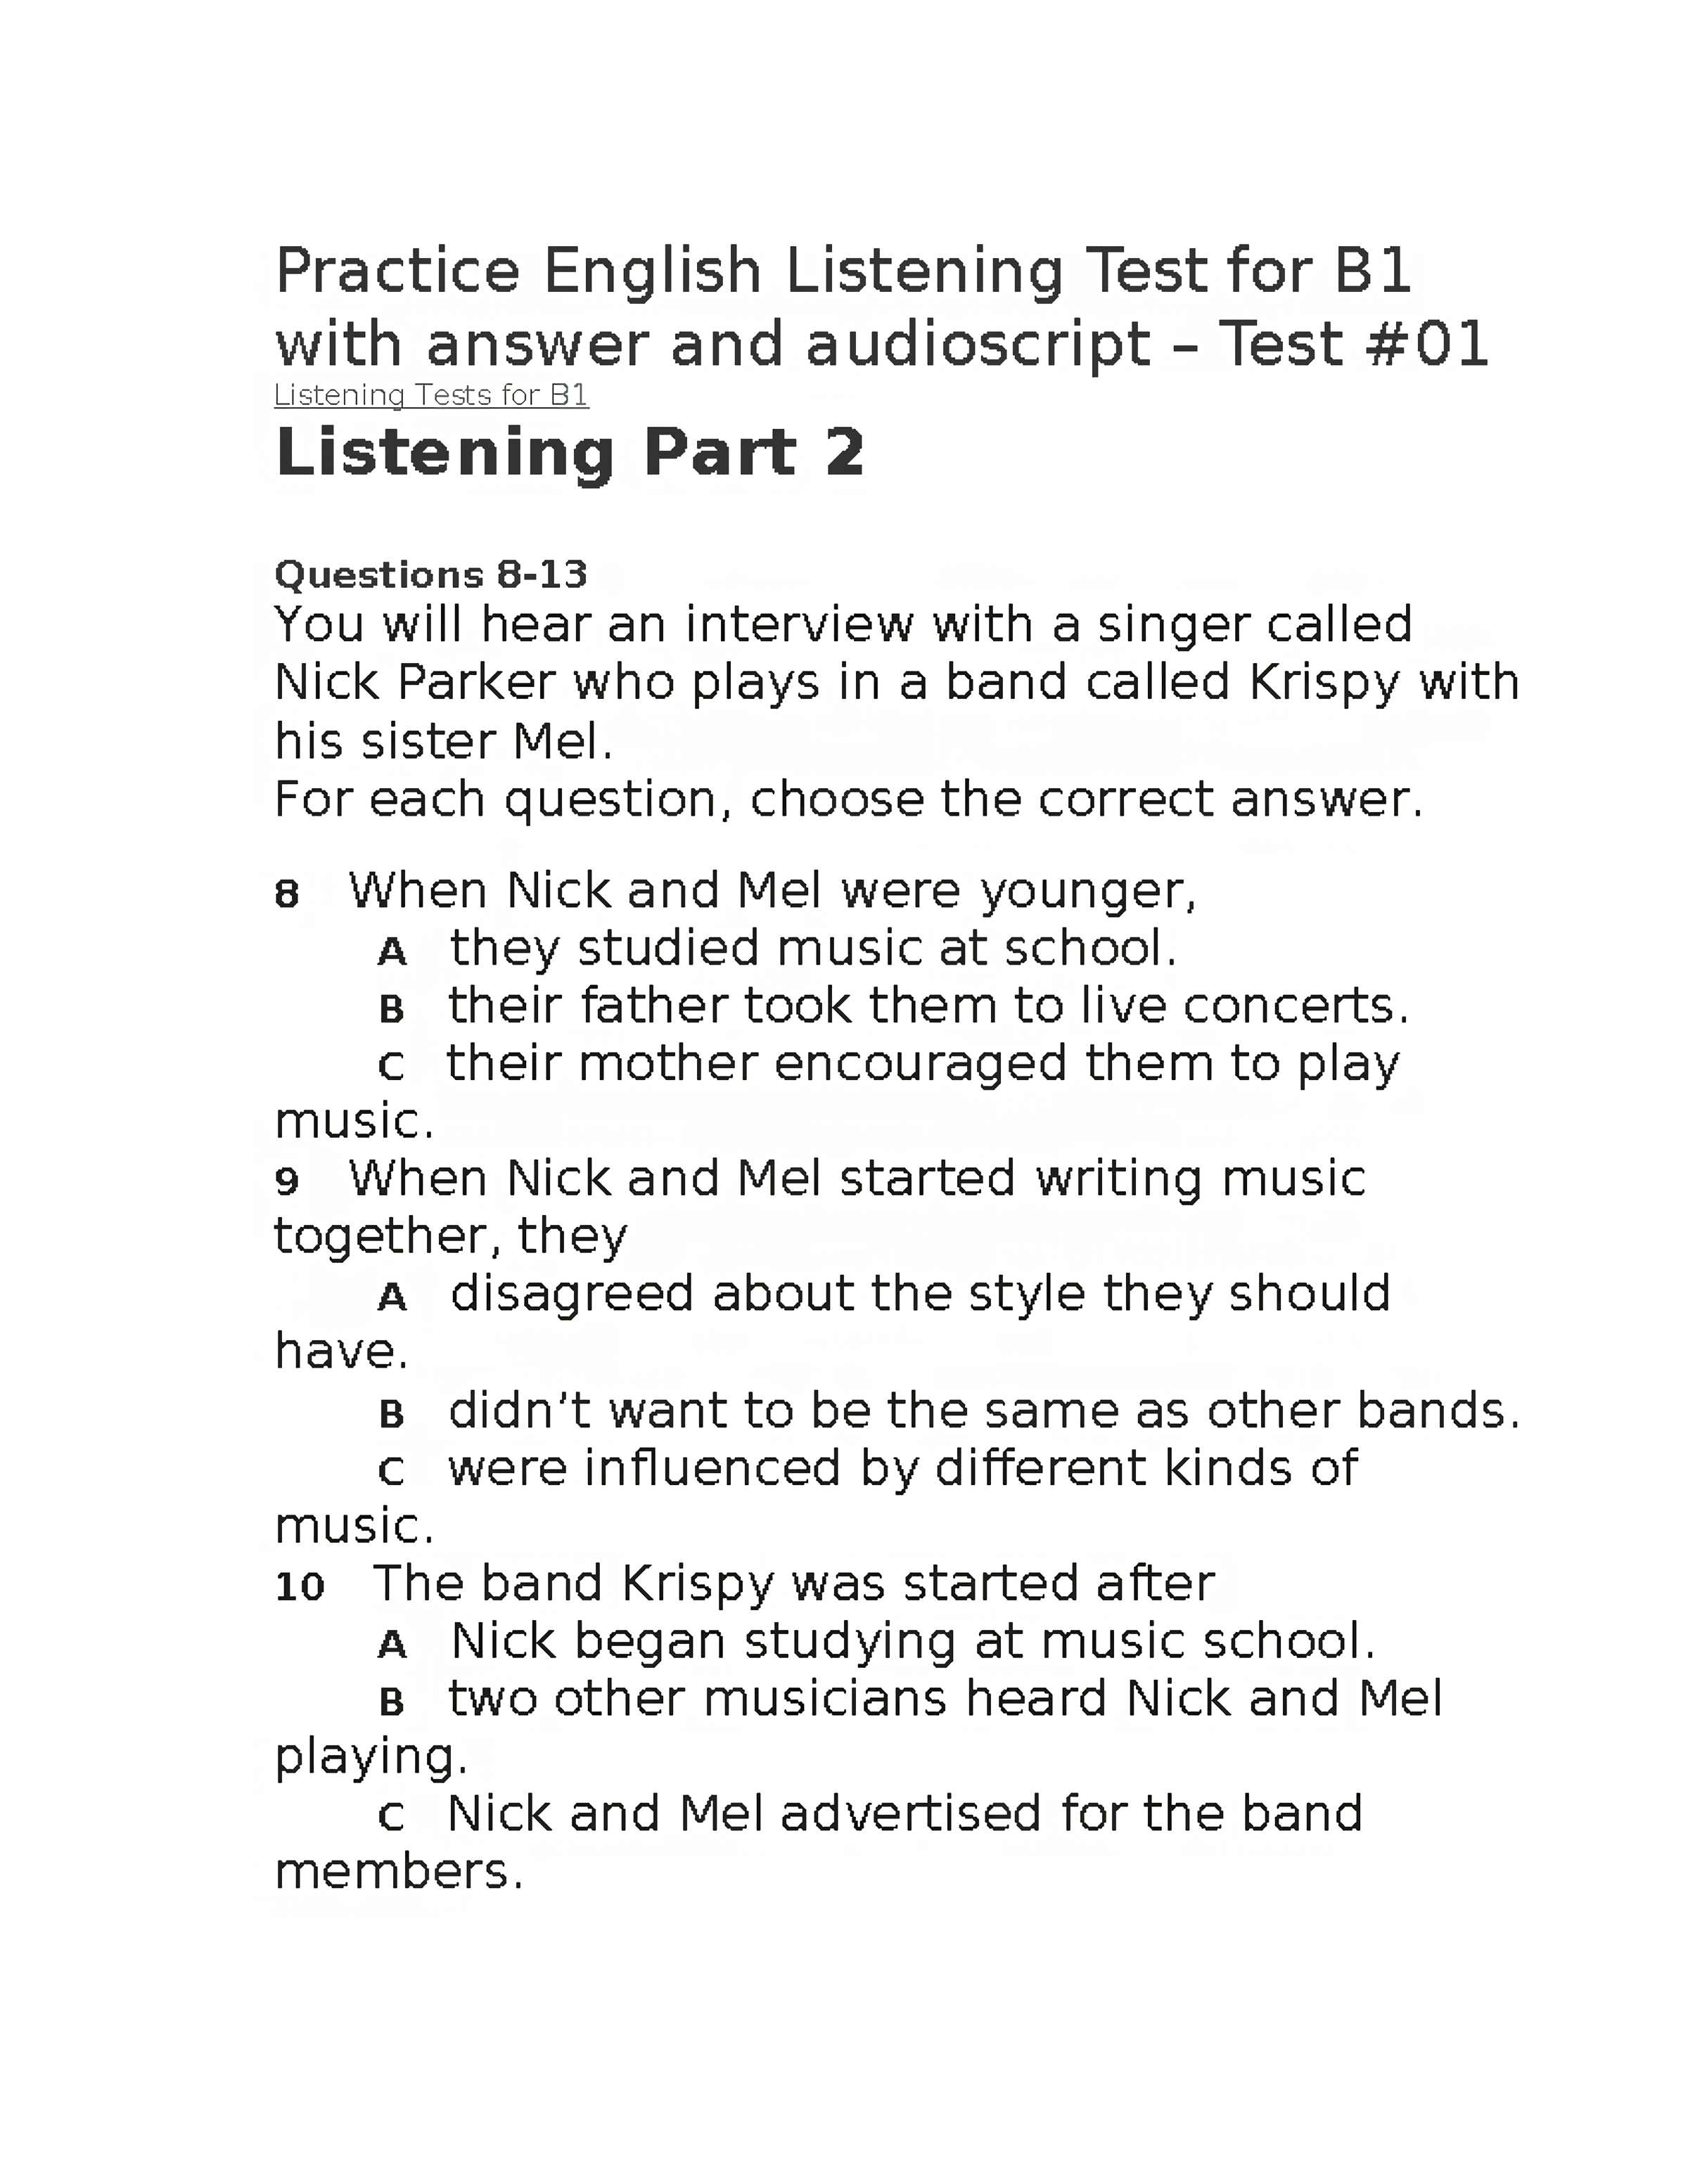 Practice English Listening Test for B1
with answer and audioscript – Test #01
Listening Tests for B1
Listening Part 2
Questions 8-13
You will hear an interview with a singer called
Nick Parker who plays in a band called Krispy with
his sister Mel.
For each question, choose the correct answer.
8 When Nick and Mel were younger,
A they studied music at school.
B their father took them to live concerts.
C their mother encouraged them to play
music.
9 When Nick and Mel started writing music
together, they
A disagreed about the style they should
have.
B didn’t want to be the same as other bands.
C were influenced by different kinds of
music.
10 The band Krispy was started after
A Nick began studying at music school.
B two other musicians heard Nick and Mel
playing.
C Nick and Mel advertised for the band
members.